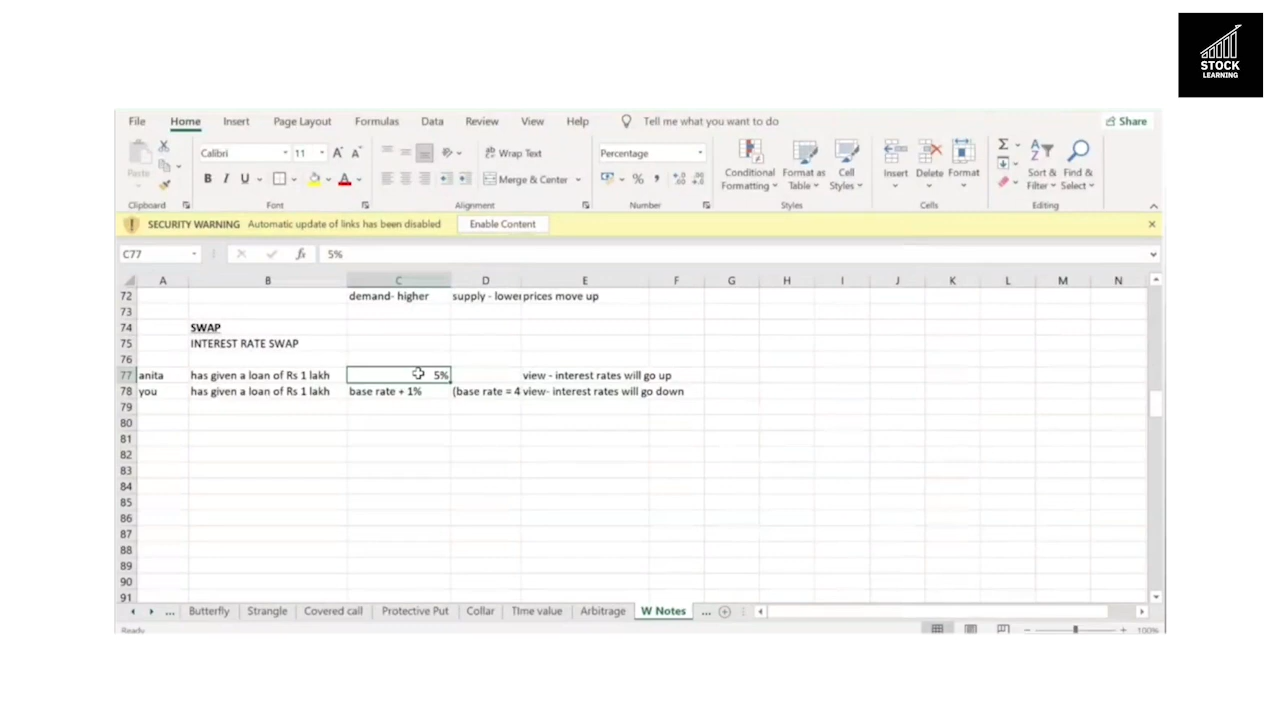 STOCK
LEARNING
File Home Insert Page Layout Formulas Data Review View Help Tell me what you want to do Share
Paste Calibri 11 Wrap Text Percentage Conditional Formatting Format as Table Cell Styles Insert Delete Format Sort & Filter Find & Select
B I U Merge & Center % ,
Clipboard Font Alignment Number Styles Cells Editing
SECURITY WARNING Automatic update of links has been disabled Enable Content
C77 fx 5%
A B C D E F G H I J K L M N
72 demand- higher supply - lower prices move up
73
74 SWAP
75 INTEREST RATE SWAP
76
77 anita has given a loan of Rs 1 lakh 5% view - interest rates will go up
78 you has given a loan of Rs 1 lakh base rate + 1% (base rate = 4 view- interest rates will go down
79
80
81
82
83
84
85
86
87
88
89
90
91
... Butterfly Strangle Covered call Protective Put Collar TIme value Arbitrage W Notes ...
Ready 100%